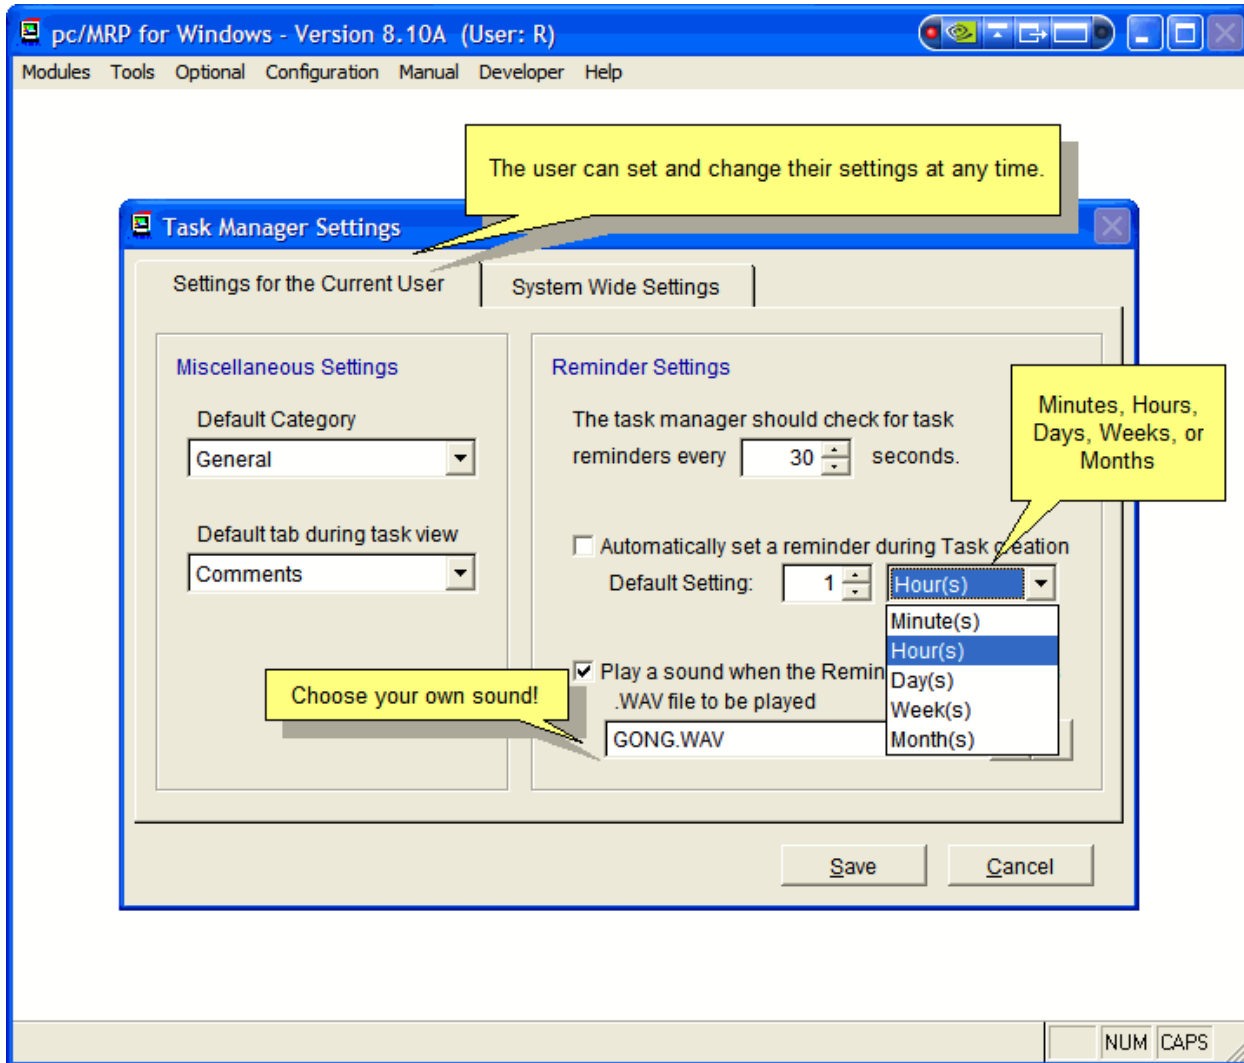 pc/MRP for Windows - Version 8.10A (User: R)
Modules Tools Optional Configuration Manual Developer Help
The user can set and change their settings at any time.
Task Manager Settings
Settings for the Current User
System Wide Settings
Miscellaneous Settings
Default Category
General
Default tab during task view
Comments
Reminder Settings
The task manager should check for task
reminders every 30 seconds.
Minutes, Hours,
Days, Weeks, or
Months
Automatically set a reminder during Task creation
Default Setting: 1 Hour(s)
Minute(s)
Hour(s)
Day(s)
Week(s)
Month(s)
Play a sound when the Remin
.WAV file to be played
GONG.WAV
Choose your own sound!
Save
Cancel
NUM CAPS